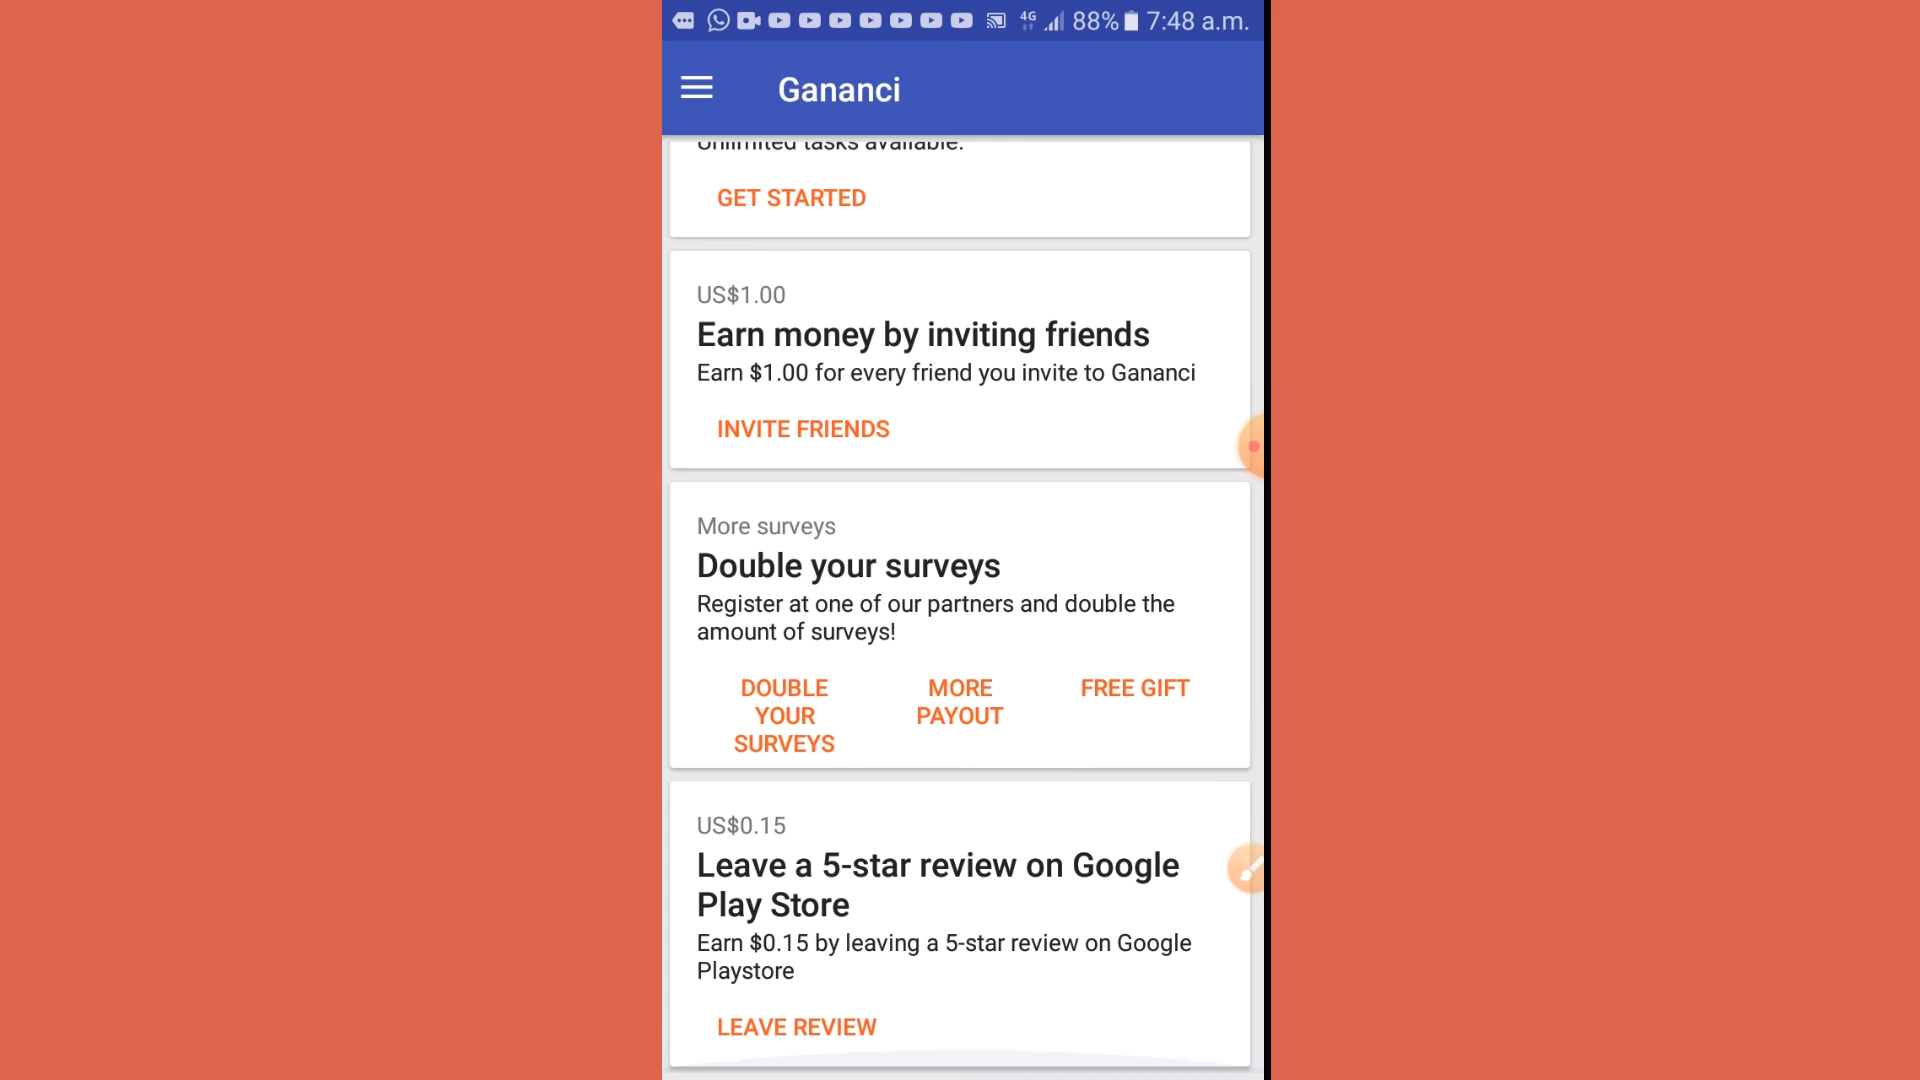 4G 88% 7:48 a.m.
Gananci
Unlimited tasks available.
GET STARTED
US$1.00
Earn money by inviting friends
Earn $1.00 for every friend you invite to Gananci
INVITE FRIENDS
More surveys
Double your surveys
Register at one of our partners and double the
amount of surveys!
DOUBLE
YOUR
SURVEYS
MORE
PAYOUT
FREE GIFT
US$0.15
Leave a 5-star review on Google
Play Store
Earn $0.15 by leaving a 5-star review on Google
Playstore
LEAVE REVIEW